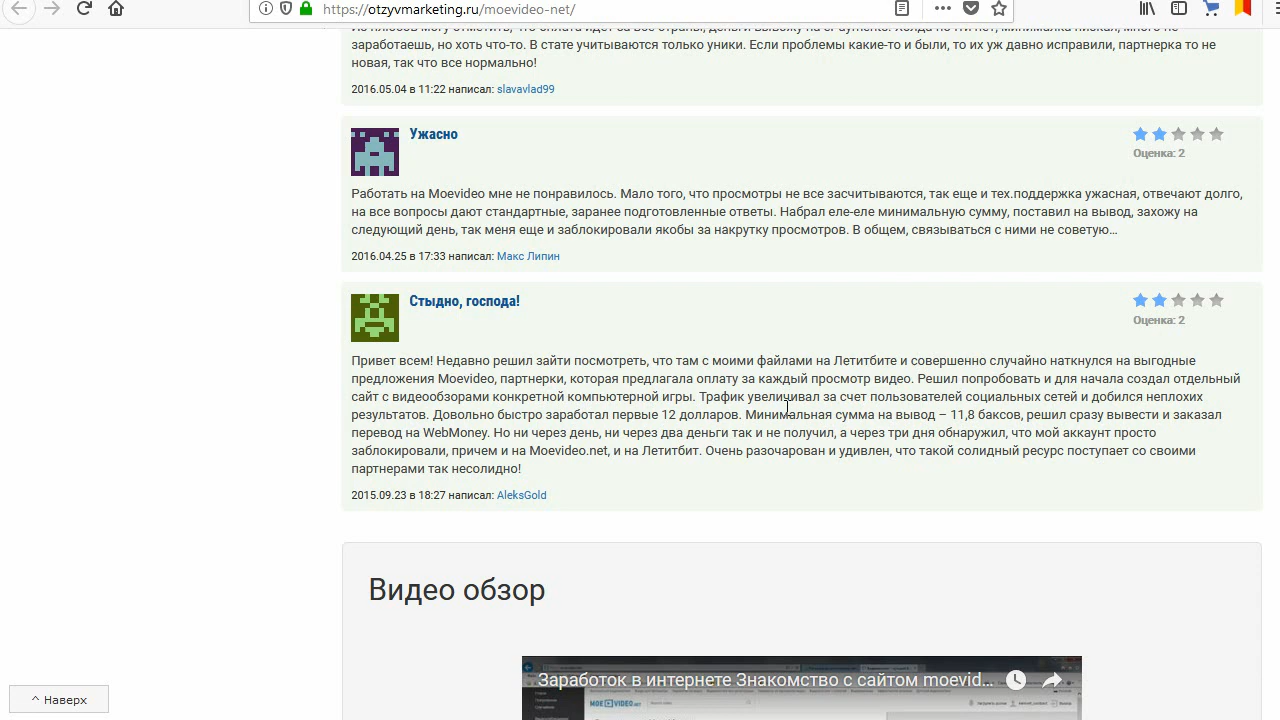 https://otzyvmarketing.ru/moevideo-net/
заработаешь, но хоть что-то. В стате учитываются только уники. Если проблемы какие-то и были, то их уж давно исправили, партнерка то не
новая, так что все нормально!
2016.05.04 в 11:22 написал: slavavlad99
Ужасно
Оценка: 2
Работать на Moevideo мне не понравилось. Мало того, что просмотры не все засчитываются, так еще и тех.поддержка ужасная, отвечают долго,
на все вопросы дают стандартные, заранее подготовленные ответы. Набрал еле-еле минимальную сумму, поставил на вывод, захожу на
следующий день, так меня еще и заблокировали якобы за накрутку просмотров. В общем, связываться с ними не советую...
2016.04.25 в 17:33 написал: Макс Липин
Стыдно, господа!
Оценка: 2
Привет всем! Недавно решил зайти посмотреть, что там с моими файлами на Летитбите и совершенно случайно наткнулся на выгодные
предложения Moevideo, партнерки, которая предлагала оплату за каждый просмотр видео. Решил попробовать и для начала создал отдельный
сайт с видеообзорами конкретной компьютерной игры. Трафик увеличивал за счет пользователей социальных сетей и добился неплохих
результатов. Довольно быстро заработал первые 12 долларов. Минимальная сумма на вывод – 11,8 баксов, решил сразу вывести и заказал
перевод на WebMoney. Но ни через день, ни через два деньги так и не получил, а через три дня обнаружил, что мой аккаунт просто
заблокировали, причем и на Moevideo.net, и на Летитбит. Очень разочарован и удивлен, что такой солидный ресурс поступает со своими
партнерами так несолидно!
2015.09.23 в 18:27 написал: AleksGold
Видео обзор
Заработок в интернете Знакомство с сайтом moevid...
MOEVIDEO.NET
^ Наверх